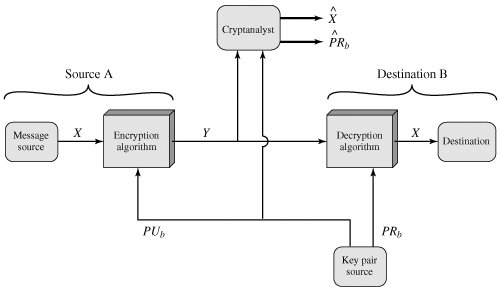 Cryptanalyst
X̂
P̂R_b
Source A
Destination B
Message
source
X
Encryption
algorithm
Y
Decryption
algorithm
X
Destination
PU_b
PR_b
Key pair
source